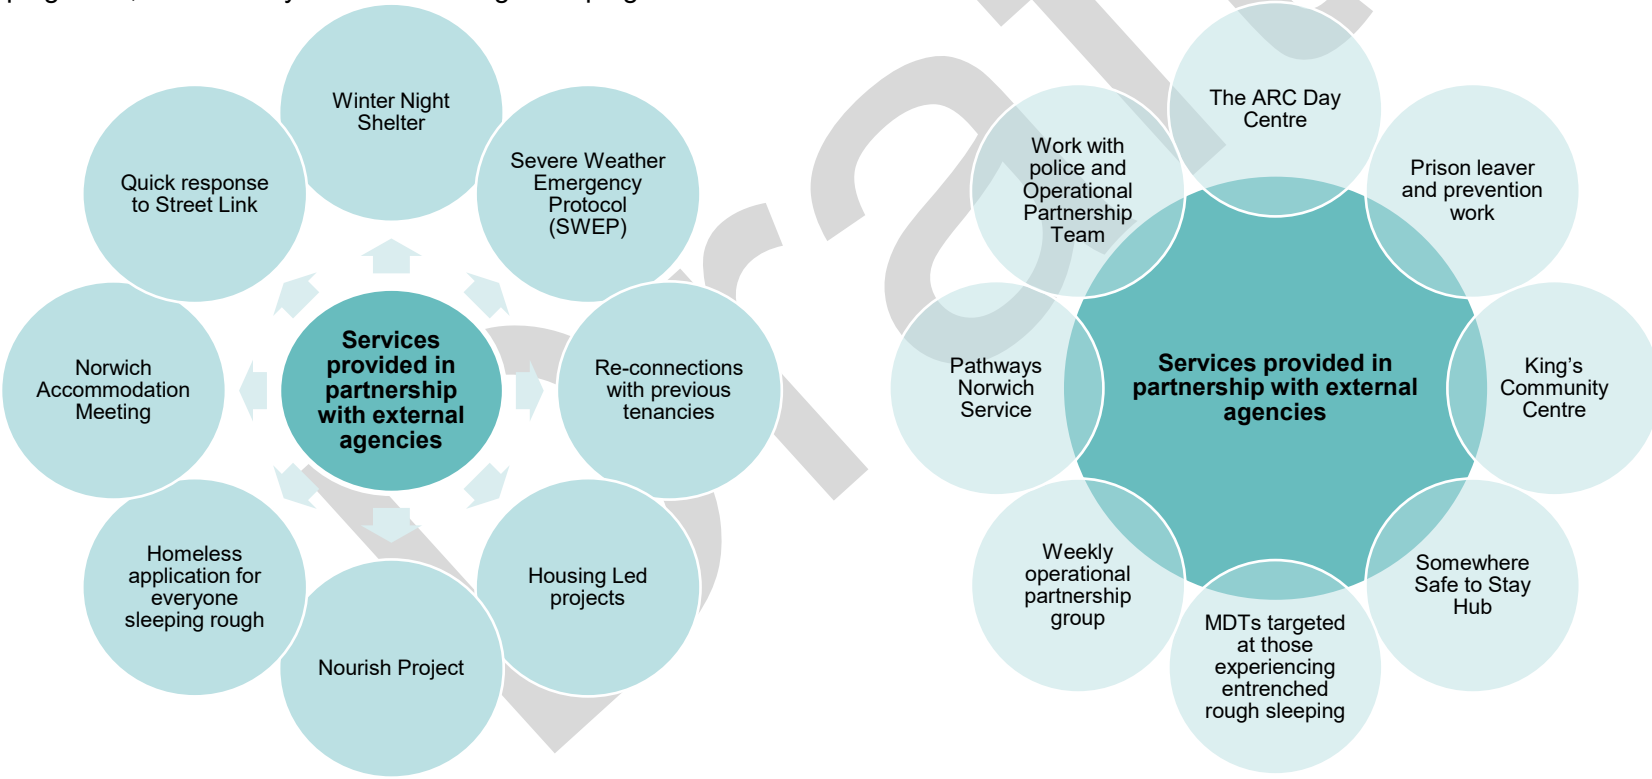 Winter Night
Shelter
Severe Weather
Emergency
Protocol
(SWEP)
Re-connections
with previous
tenancies
Housing Led
projects
Nourish Project
Homeless
application for
everyone
sleeping rough
Norwich
Accommodation
Meeting
Quick response
to Street Link
Services
provided in
partnership
with external
agencies
The ARC Day
Centre
Prison leaver
and prevention
work
King’s
Community
Centre
Somewhere
Safe to Stay
Hub
MDTs targeted
at those
experiencing
entrenched
rough sleeping
Weekly
operational
partnership
group
Pathways
Norwich
Service
Work with
police and
Operational
Partnership
Team
Services provided in
partnership with external
agencies